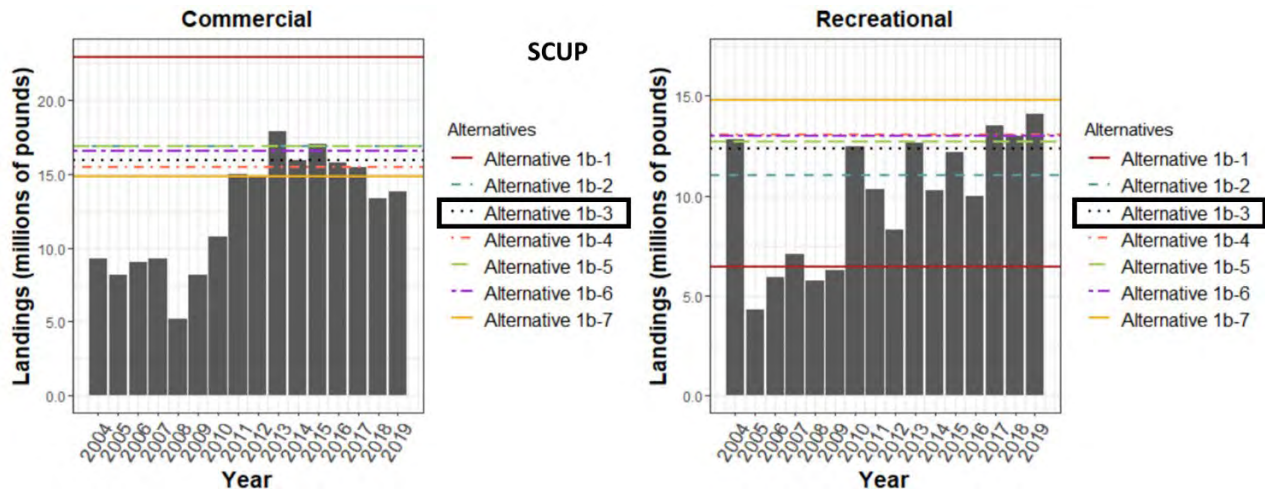 Commercial
Landings (millions of pounds)
20.0
15.0
10.0
5.0
0.0
2004
2005
2006
2007
2008
2009
2010
2011
2012
2013
2014
2015
2016
2017
2018
2019
Year
Alternatives
Alternative 1b-1
Alternative 1b-2
Alternative 1b-3
Alternative 1b-4
Alternative 1b-5
Alternative 1b-6
Alternative 1b-7
SCUP
Recreational
Landings (millions of pounds)
15.0
10.0
5.0
0.0
2004
2005
2006
2007
2008
2009
2010
2011
2012
2013
2014
2015
2016
2017
2018
2019
Year
Alternatives
Alternative 1b-1
Alternative 1b-2
Alternative 1b-3
Alternative 1b-4
Alternative 1b-5
Alternative 1b-6
Alternative 1b-7